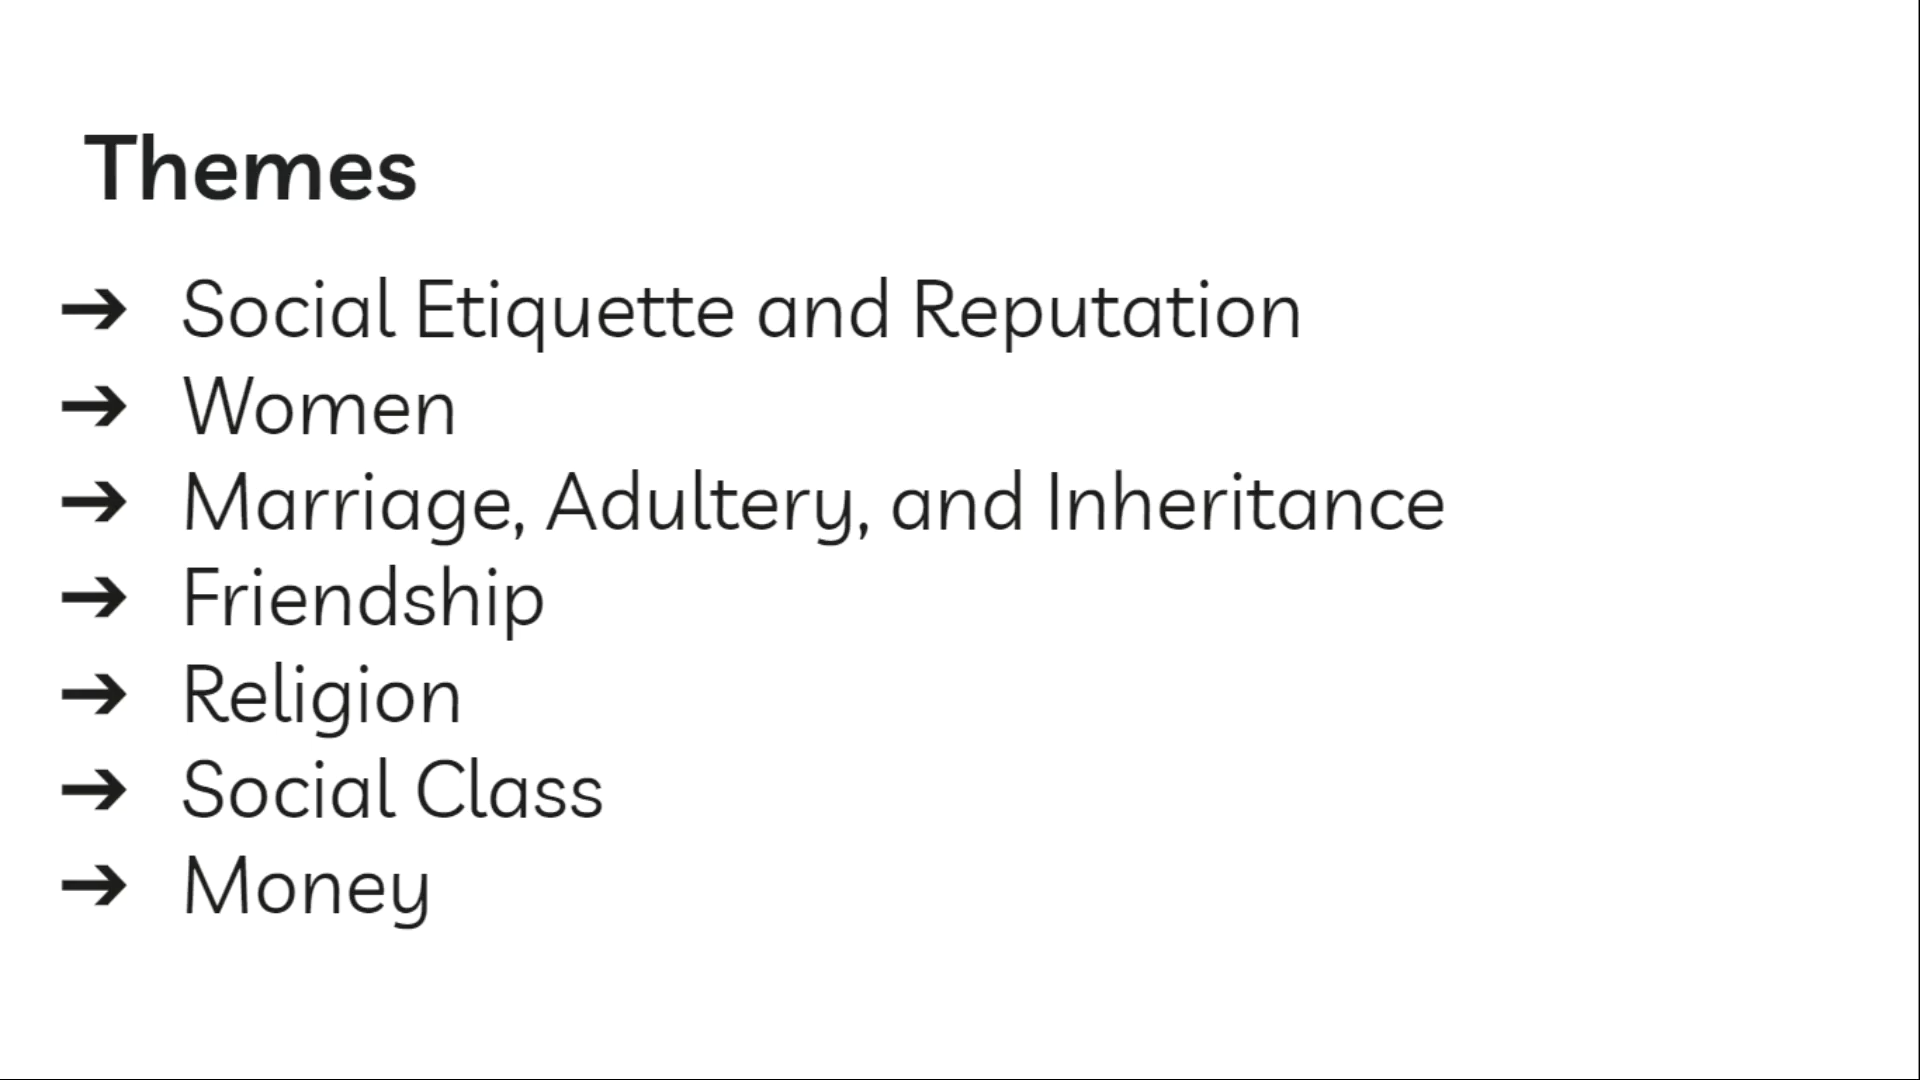 Themes
➔ Social Etiquette and Reputation
➔ Women
➔ Marriage, Adultery, and Inheritance
➔ Friendship
➔ Religion
➔ Social Class
➔ Money